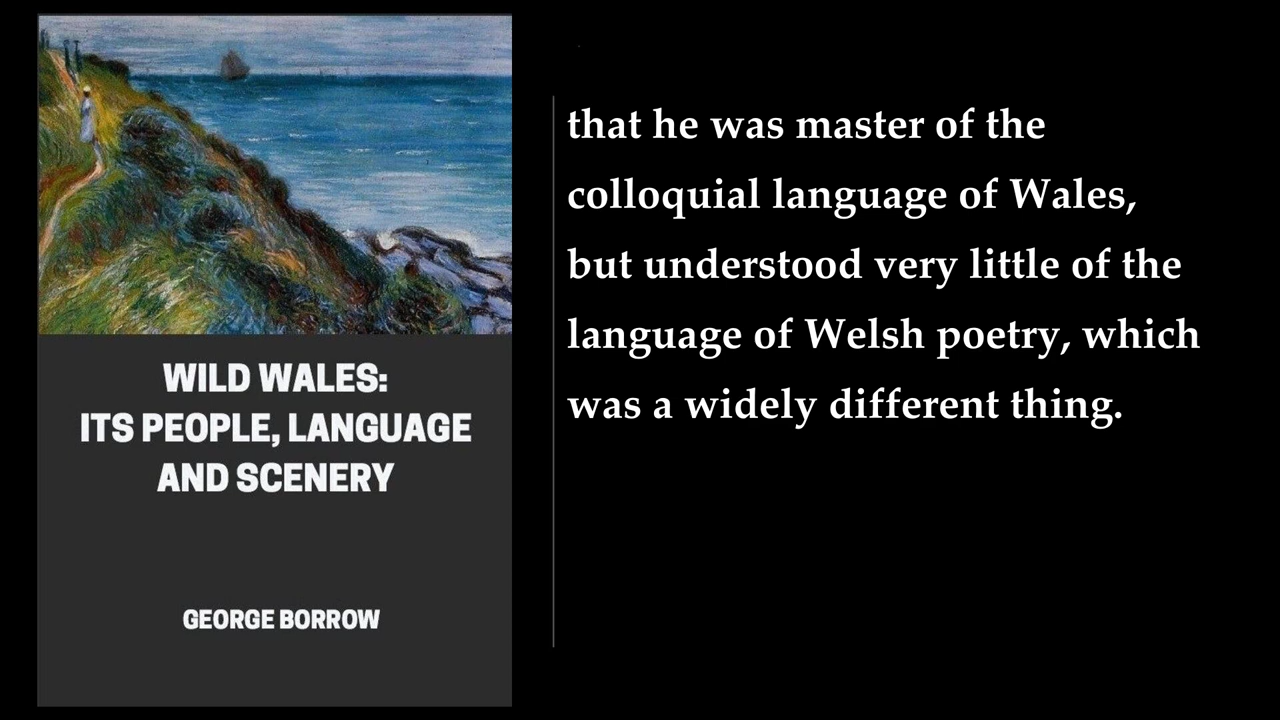 WILD WALES:
ITS PEOPLE, LANGUAGE
AND SCENERY
GEORGE BORROW
that he was master of the
colloquial language of Wales,
but understood very little of the
language of Welsh poetry, which
was a widely different thing.